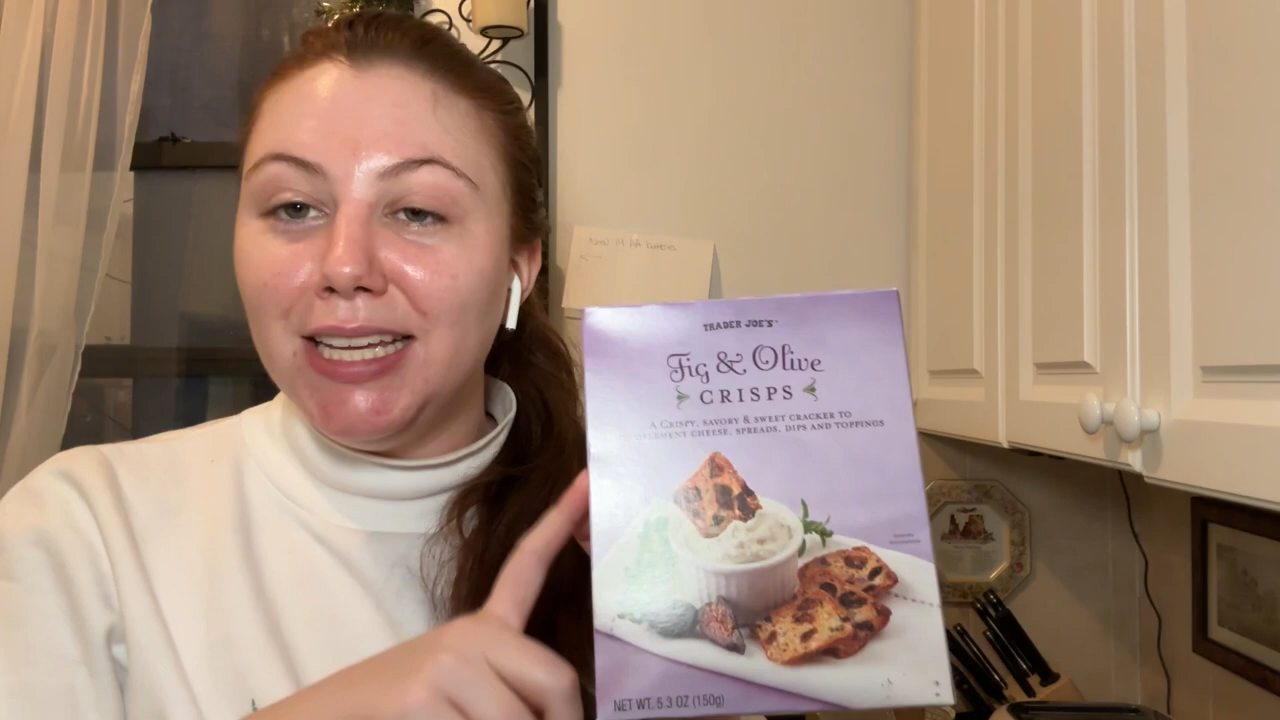 TRADER JOE'S™
Fig & Olive
CRISPS
A CRISPY, SAVORY & SWEET CRACKER TO
CHEESE, SPREADS, DIPS AND TOPPINGS
NET WT. 5.3 OZ (150g)